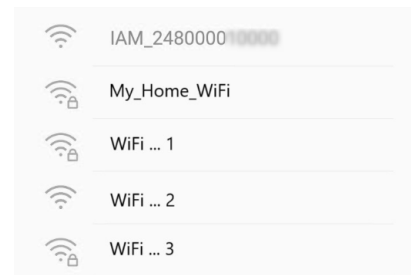 IAM_2480000
My_Home_WiFi
WiFi ... 1
WiFi ... 2
WiFi ... 3